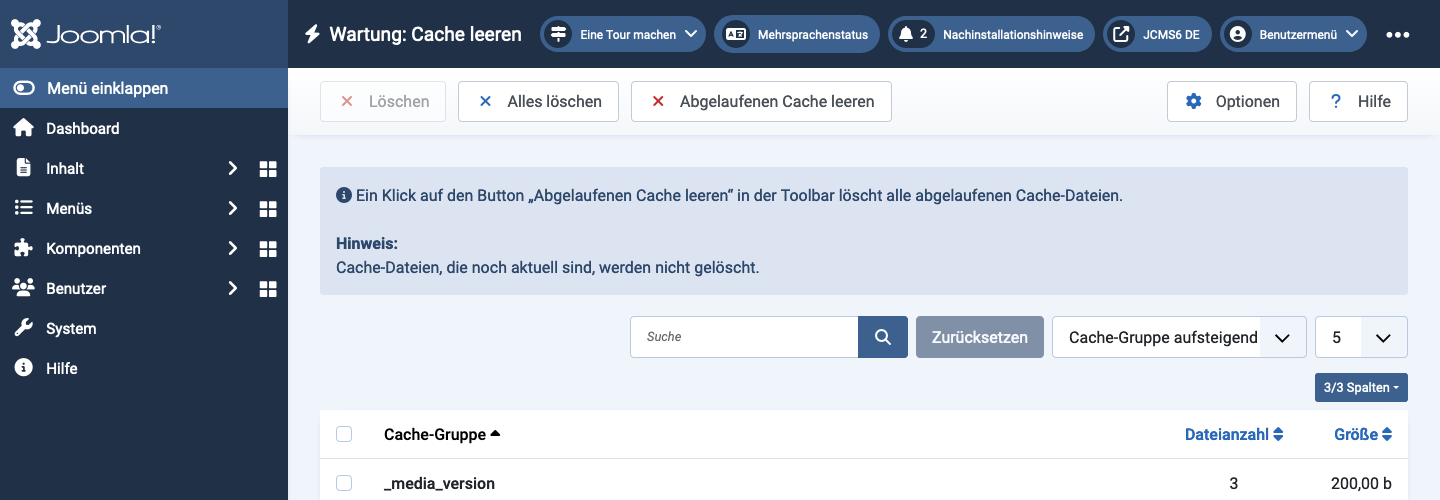 Joomla!®
Wartung: Cache leeren
Eine Tour machen
Mehrsprachenstatus
2 Nachinstallationshinweise
JCMS6 DE
Benutzermenü
Menü einklappen
Dashboard
Inhalt
Menüs
Komponenten
Benutzer
System
Hilfe
Löschen
Alles löschen
Abgelaufenen Cache leeren
Optionen
? Hilfe
Ein Klick auf den Button „Abgelaufenen Cache leeren“ in der Toolbar löscht alle abgelaufenen Cache-Dateien.
Hinweis:
Cache-Dateien, die noch aktuell sind, werden nicht gelöscht.
Suche
Zurücksetzen
Cache-Gruppe aufsteigend
5
3/3 Spalten
Cache-Gruppe Dateianzahl Größe
_media_version 3 200,00 b